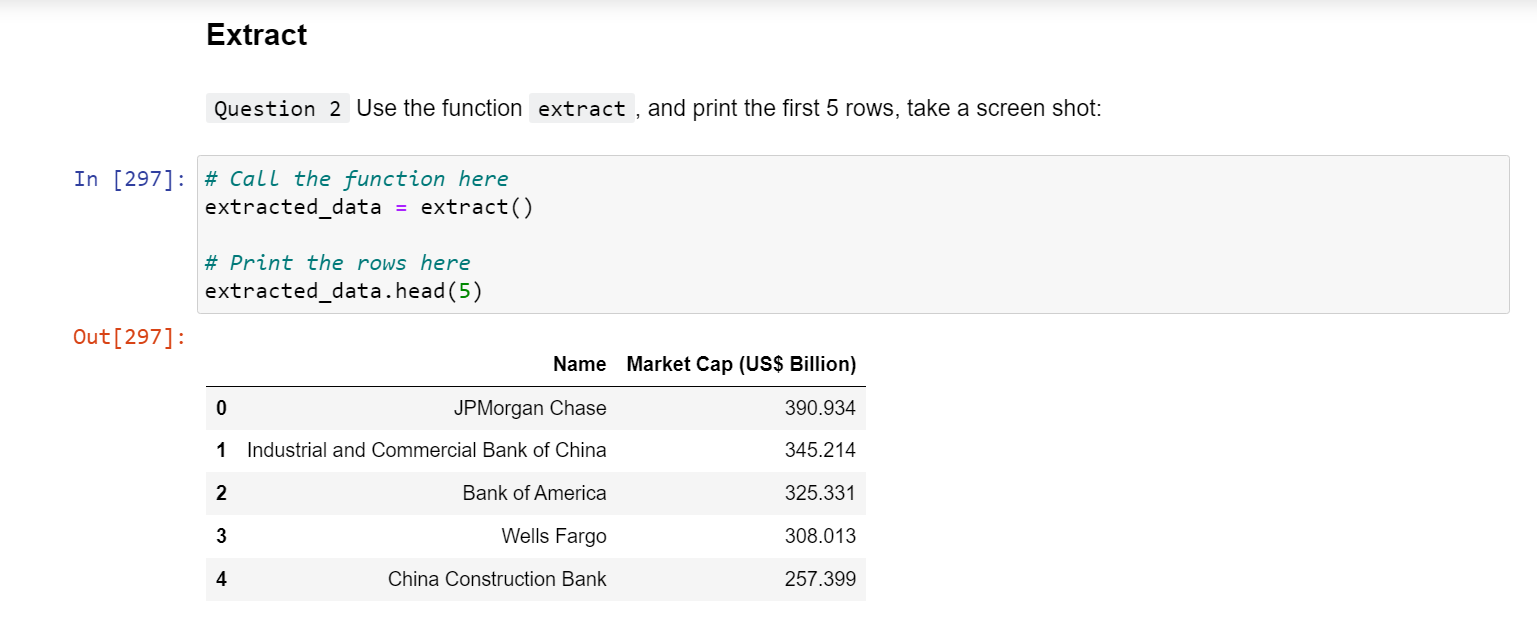 Extract
Question 2 Use the function extract , and print the first 5 rows, take a screen shot:
In [297]: # Call the function here
extracted_data = extract()
# Print the rows here
extracted_data.head(5)
Out[297]:
Name Market Cap (US$ Billion)
0 JPMorgan Chase 390.934
1 Industrial and Commercial Bank of China 345.214
2 Bank of America 325.331
3 Wells Fargo 308.013
4 China Construction Bank 257.399